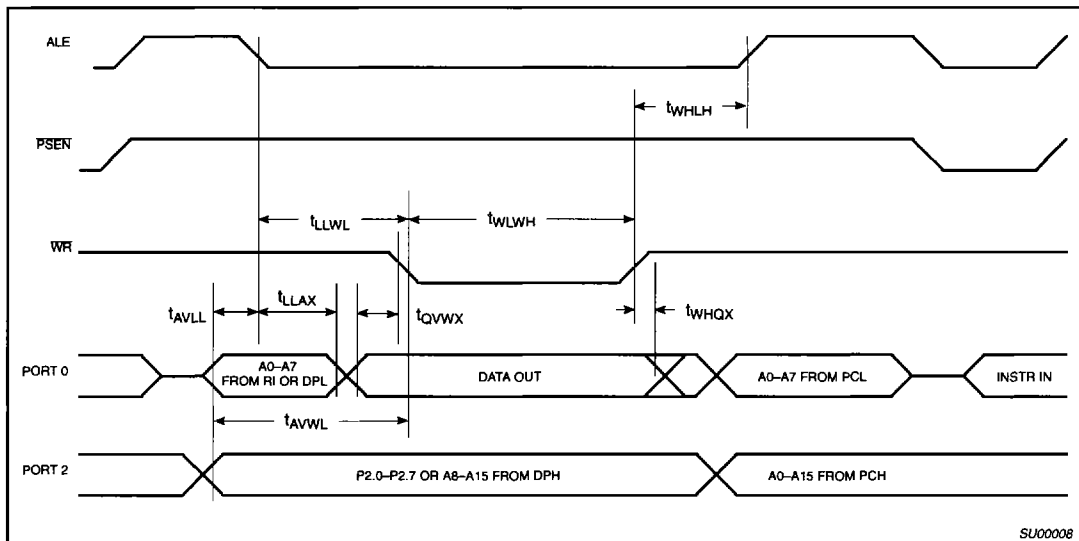 ALE
tWHLH
PSEN
tLLWL
tWLWH
WR
tAVLL
tLLAX
tQVWX
tWHQX
PORT 0
A0–A7
FROM RI OR DPL
DATA OUT
A0–A7 FROM PCL
INSTR IN
tAVWL
PORT 2
P2.0–P2.7 OR A8–A15 FROM DPH
A0–A15 FROM PCH
SU00008